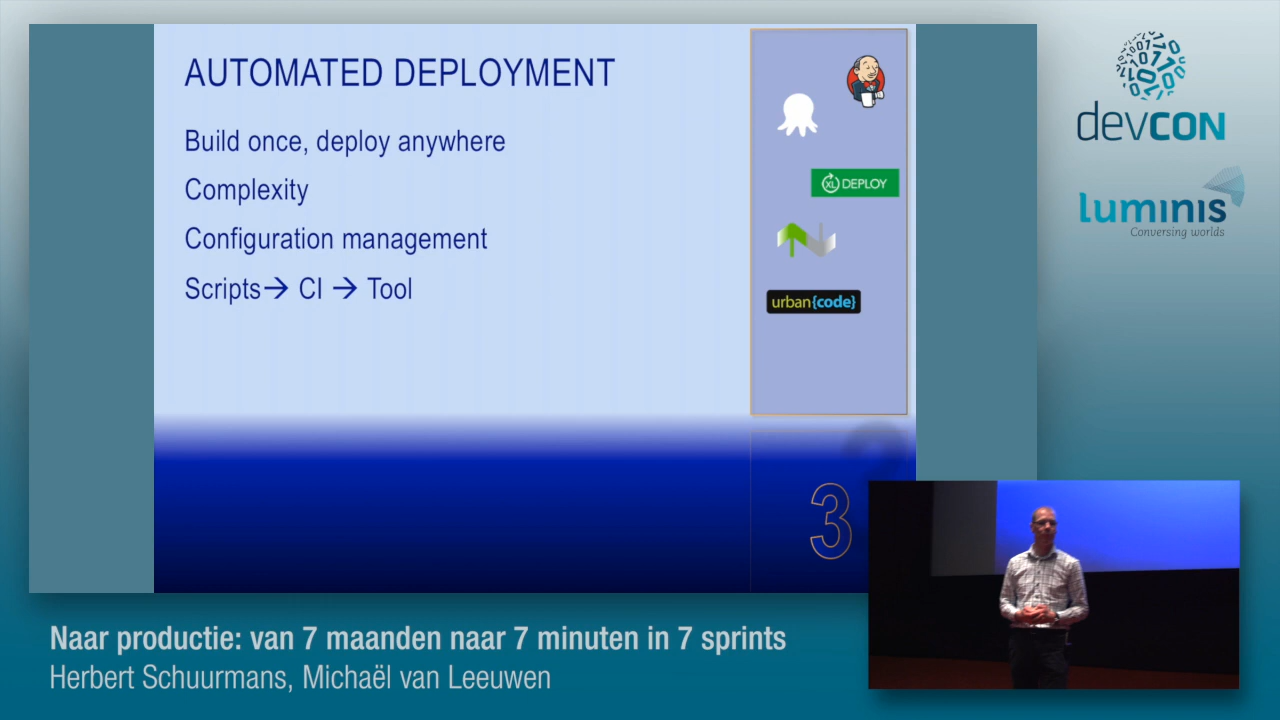 AUTOMATED DEPLOYMENT
Build once, deploy anywhere
Complexity
Configuration management
Scripts→ CI → Tool
XL DEPLOY
urban{code}
3
devcon
luminis
Conversing worlds
Naar productie: van 7 maanden naar 7 minuten in 7 sprints
Herbert Schuurmans, Michaël van Leeuwen